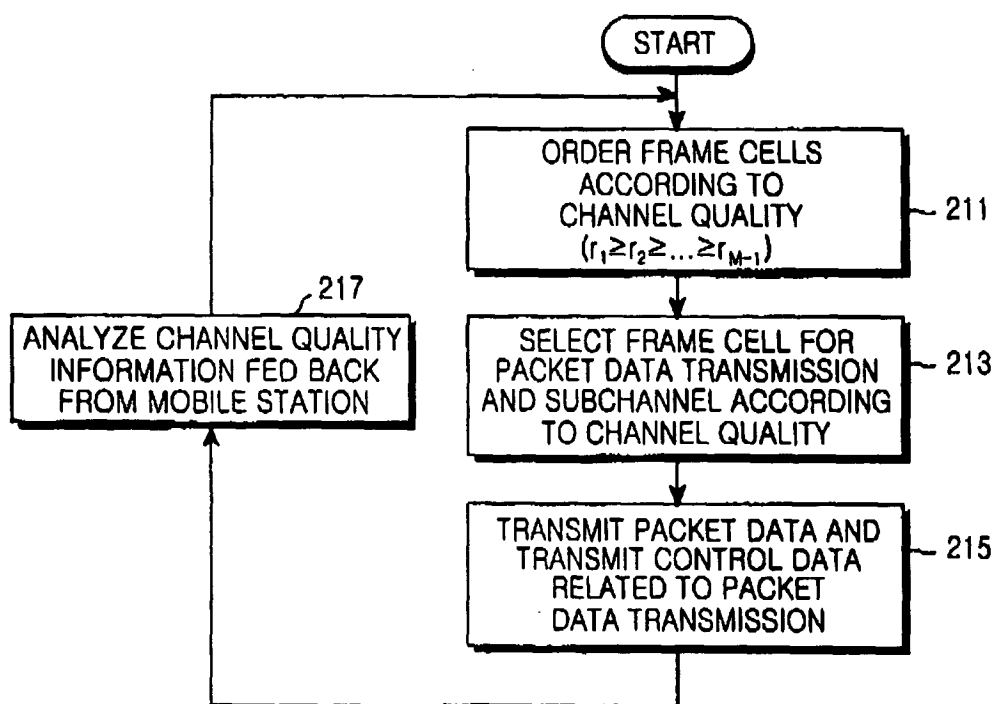 START
ORDER FRAME CELLS
ACCORDING TO
CHANNEL QUALITY
(r₁≥r₂≥...≥r_M-1)
211
217
ANALYZE CHANNEL QUALITY
INFORMATION FED BACK
FROM MOBILE STATION
SELECT FRAME CELL FOR
PACKET DATA TRANSMISSION
AND SUBCHANNEL ACCORDING
TO CHANNEL QUALITY
213
TRANSMIT PACKET DATA AND
TRANSMIT CONTROL DATA
RELATED TO PACKET
DATA TRANSMISSION
215